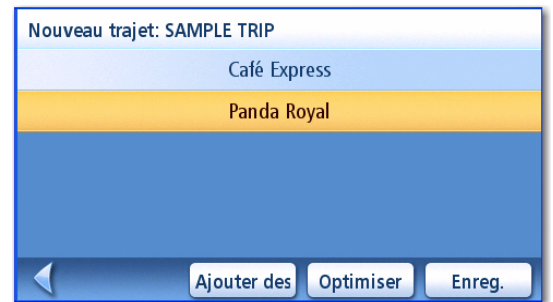 Nouveau trajet: SAMPLE TRIP
Café Express
Panda Royal
Ajouter des Optimiser Enreg.